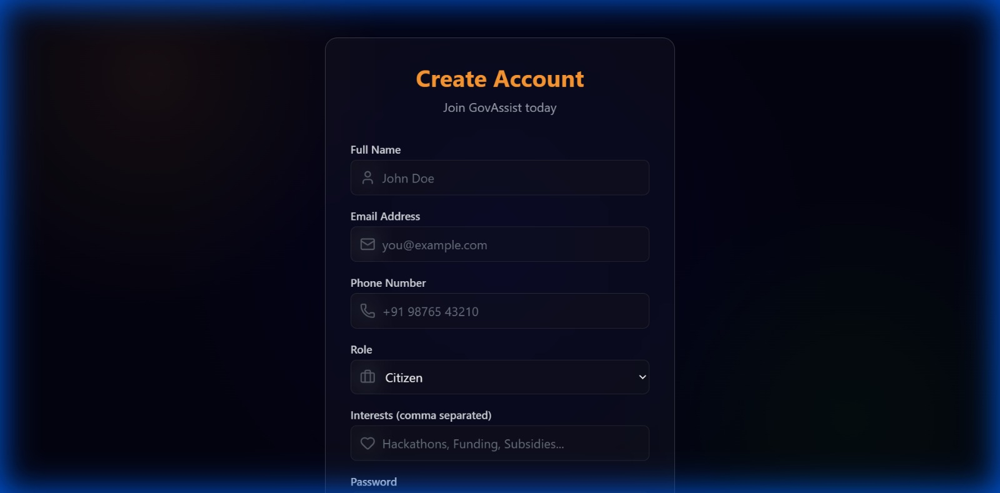 Create Account
Join GovAssist today
Full Name
John Doe
Email Address
you@example.com
Phone Number
+91 98765 43210
Role
Citizen
Interests (comma separated)
Hackathons, Funding, Subsidies...
Password